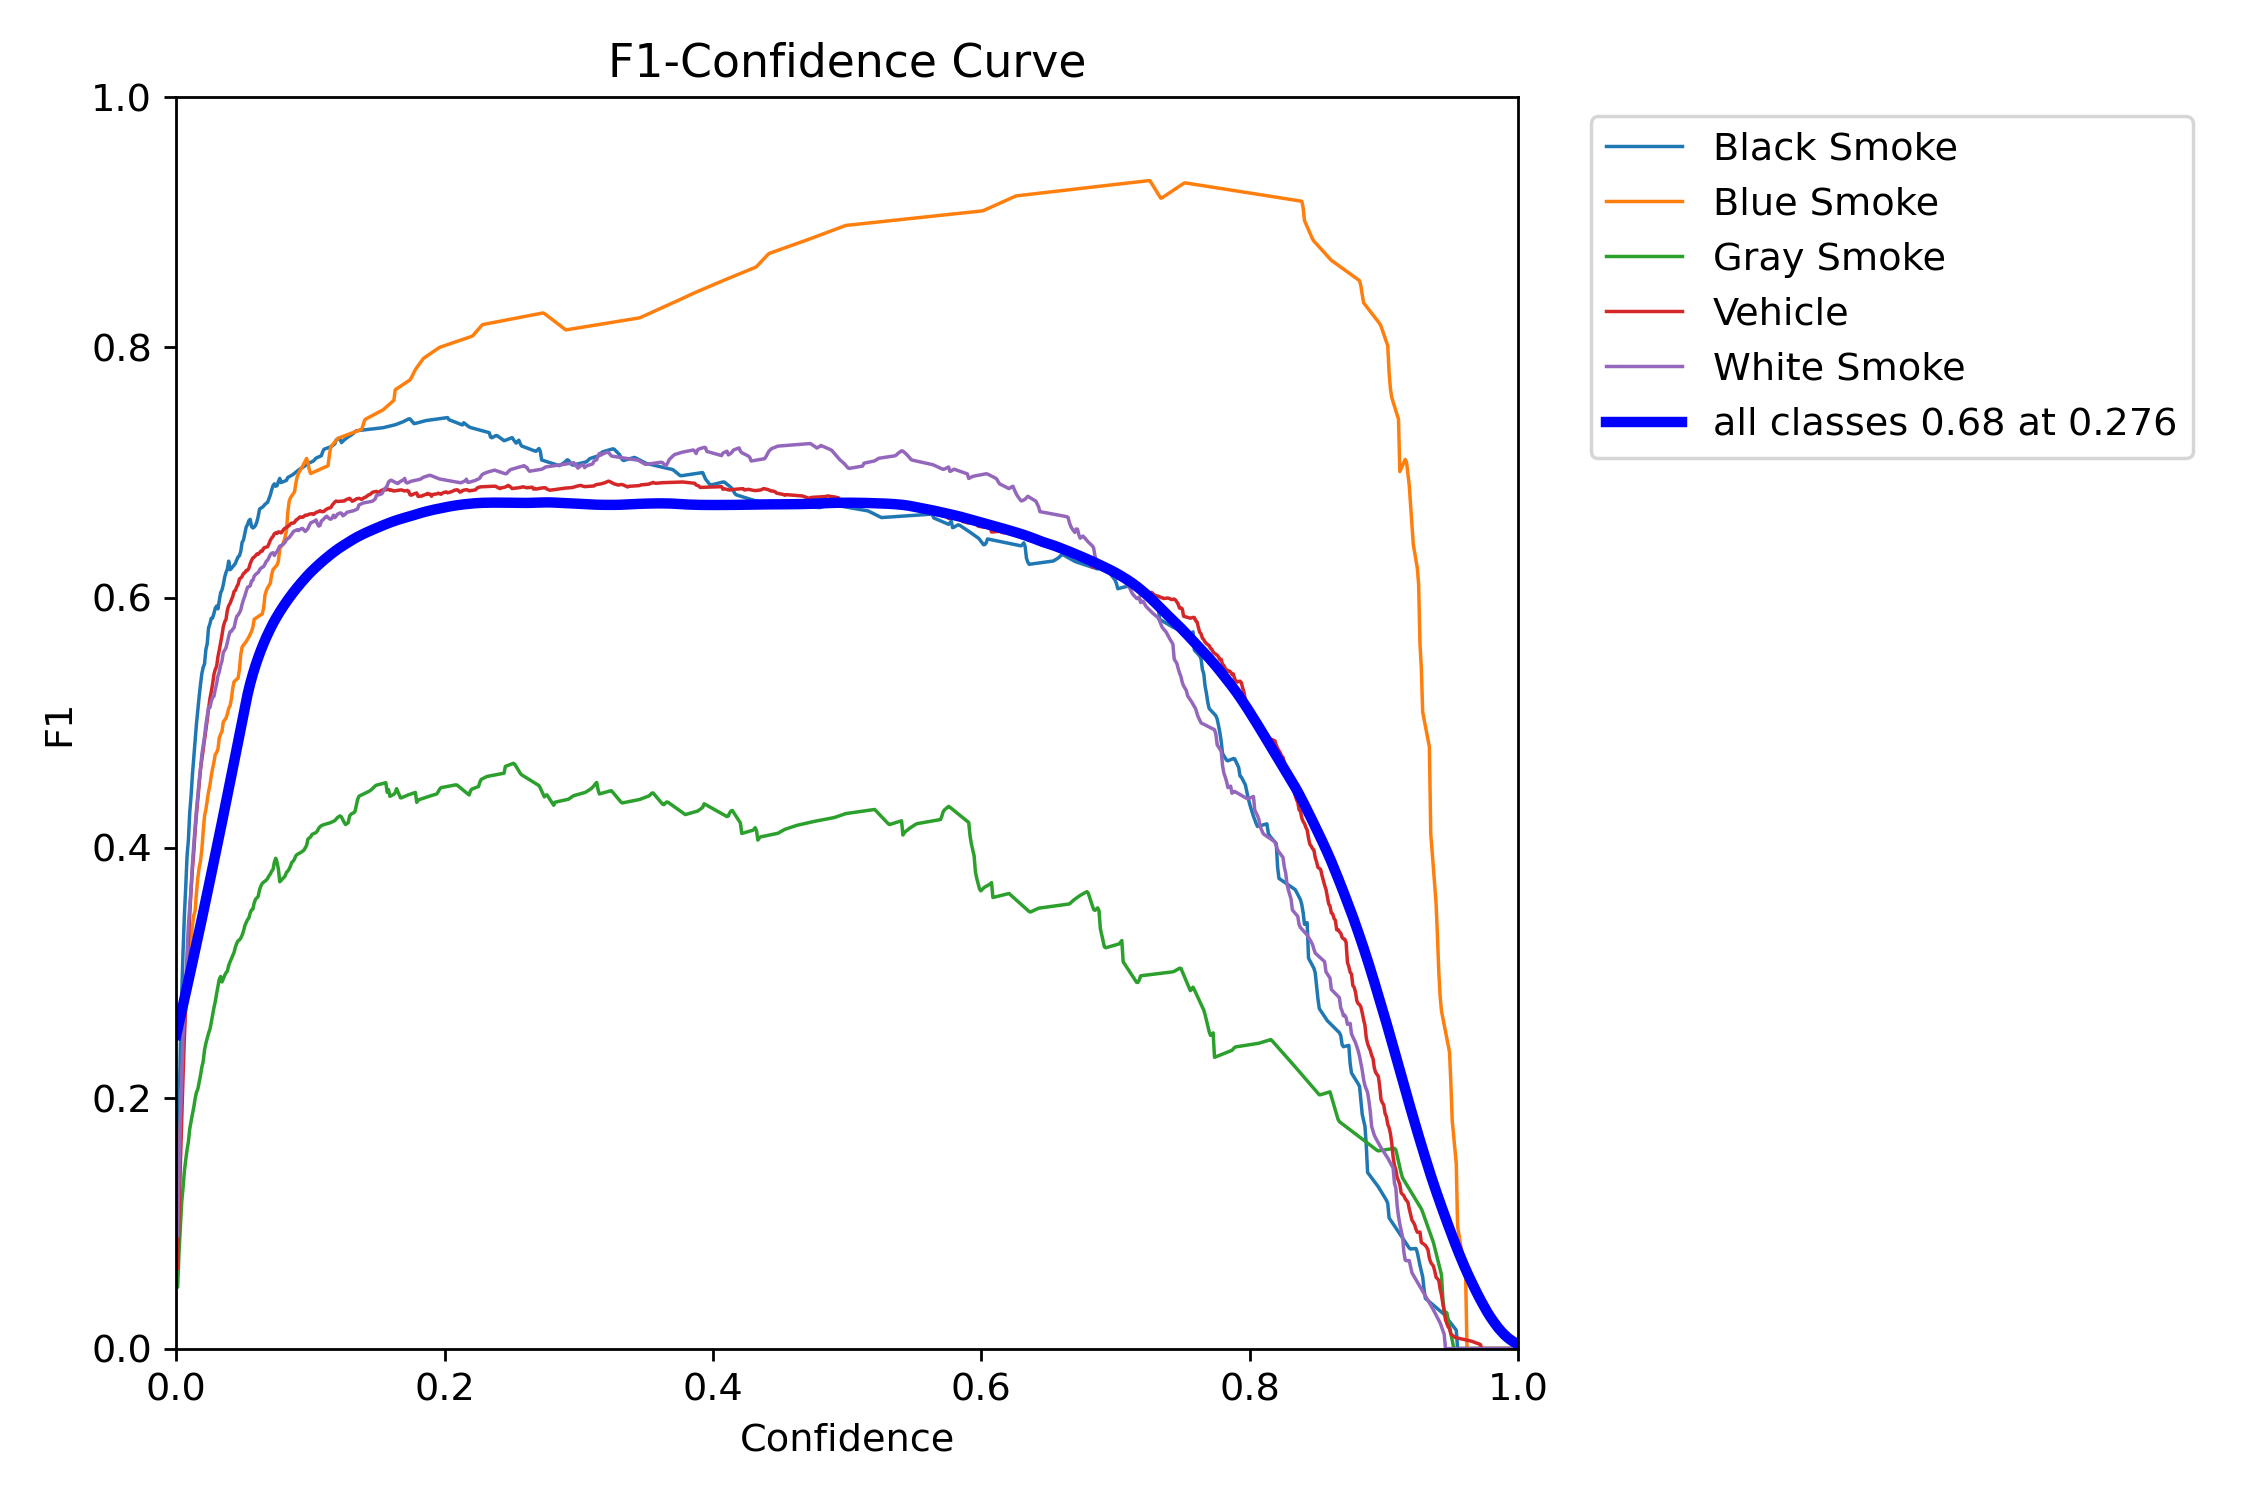 F1-Confidence Curve
1.0
0.8
0.6
0.4
0.2
0.0
F1
0.0 0.2 0.4 0.6 0.8 1.0
Confidence
Black Smoke
Blue Smoke
Gray Smoke
Vehicle
White Smoke
all classes 0.68 at 0.276